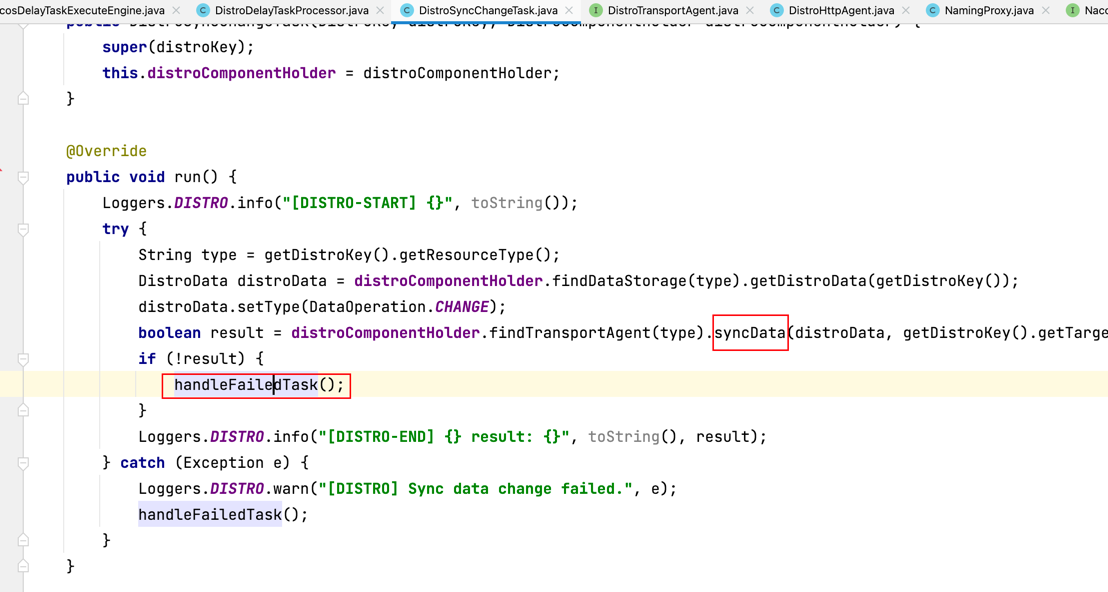 cosDelayTaskExecuteEngine.java DistroDelayTaskProcessor.java DistroSyncChangeTask.java DistroTransportAgent.java DistroHttpAgent.java NamingProxy.java Naco
super(distroKey);
this.distroComponentHolder = distroComponentHolder;
}
@Override
public void run() {
Loggers.DISTRO.info("[DISTRO-START] {}", toString());
try {
String type = getDistroKey().getResourceType();
DistroData distroData = distroComponentHolder.findDataStorage(type).getDistroData(getDistroKey());
distroData.setType(DataOperation.CHANGE);
boolean result = distroComponentHolder.findTransportAgent(type).syncData(distroData, getDistroKey().getTarge
if (!result) {
handleFailedTask();
}
Loggers.DISTRO.info("[DISTRO-END] {} result: {}", toString(), result);
} catch (Exception e) {
Loggers.DISTRO.warn("[DISTRO] Sync data change failed.", e);
handleFailedTask();
}
}